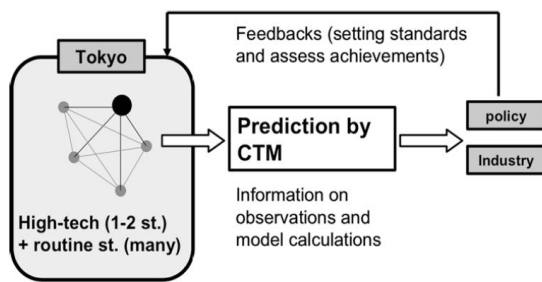 Feedbacks (setting standards
and assess achievements)
Tokyo
Prediction by
CTM
policy
Industry
High-tech (1-2 st.)
+ routine st. (many)
Information on
observations and
model calculations